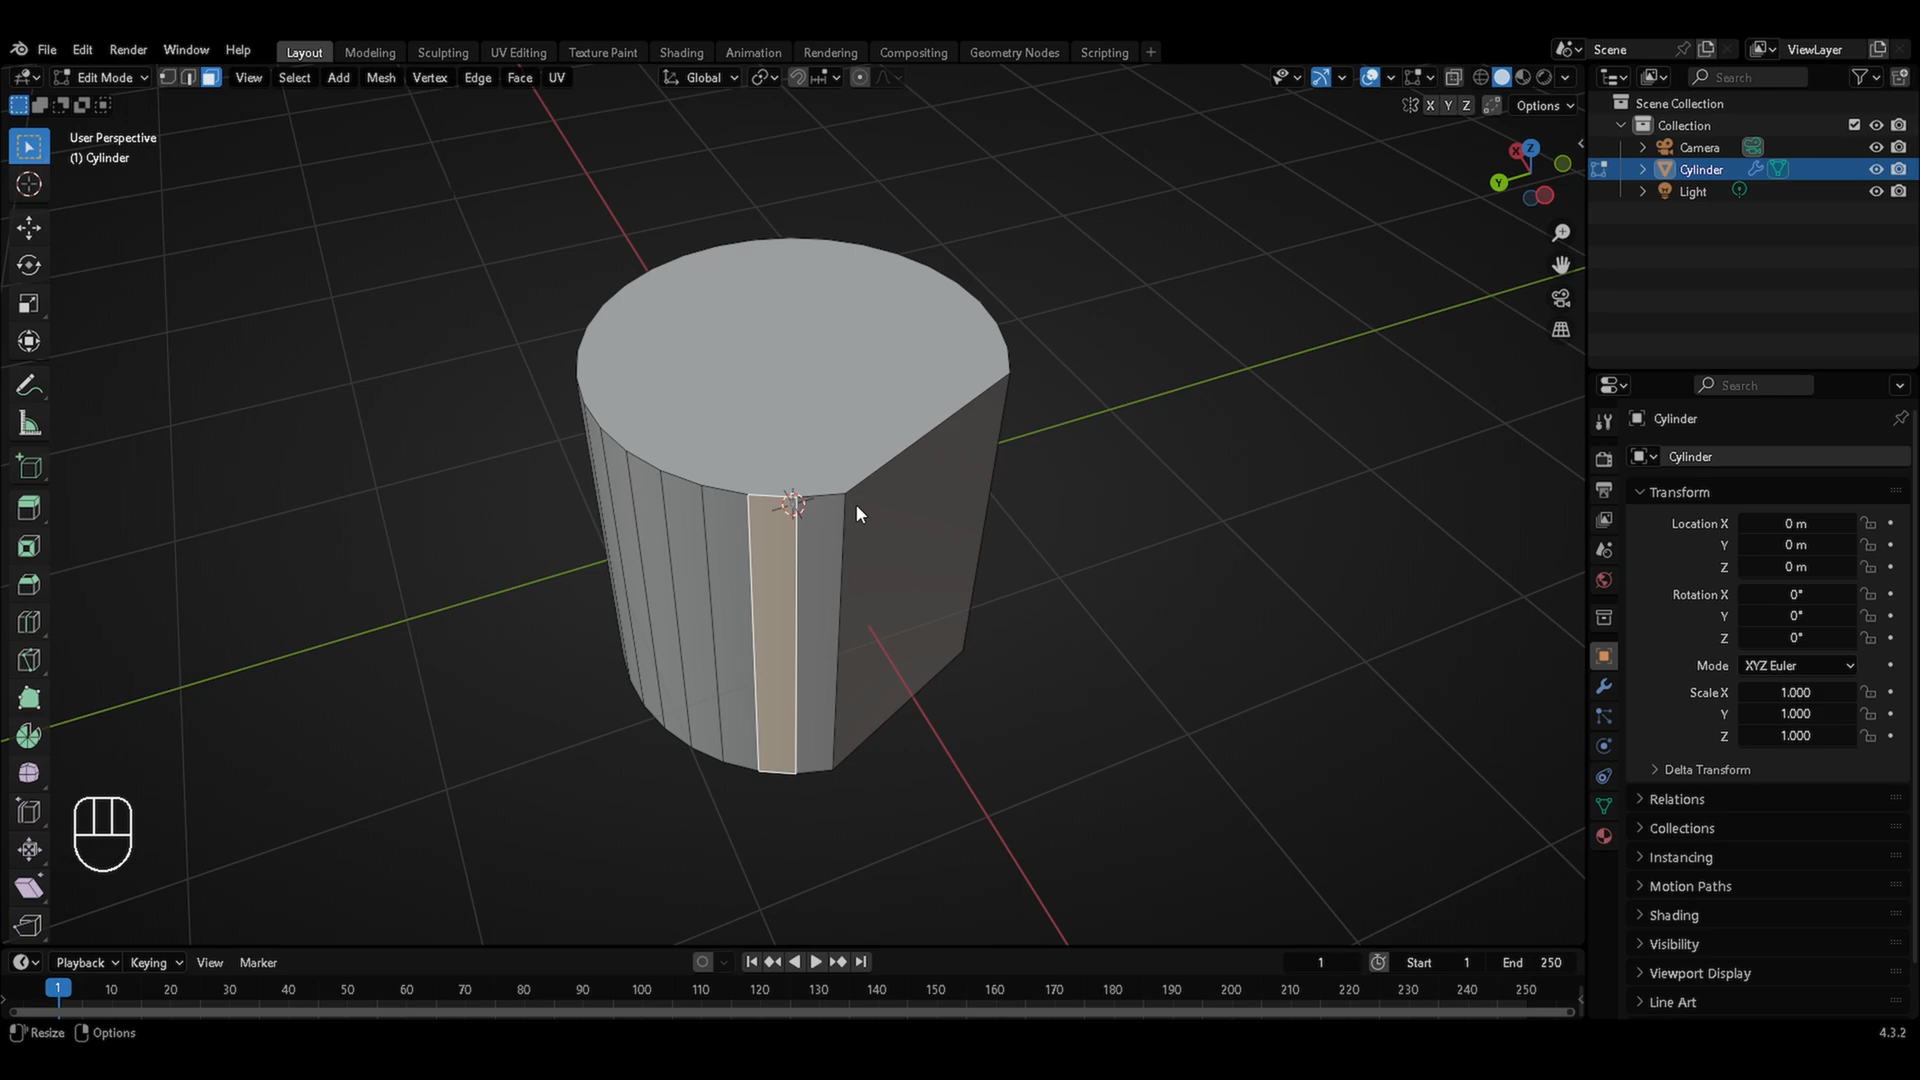 File Edit Render Window Help Layout Modeling Sculpting UV Editing Texture Paint Shading Animation Rendering Compositing Geometry Nodes Scripting + Scene ViewLayer
Edit Mode View Select Add Mesh Vertex Edge Face UV Global Search
X Y Z Options
User Perspective
(1) Cylinder
X Z
Y
Scene Collection
Collection
Camera
Cylinder
Light
Search
Cylinder
Cylinder
Transform
Location X 0 m
Y 0 m
Z 0 m
Rotation X 0°
Y 0°
Z 0°
Mode XYZ Euler
Scale X 1.000
Y 1.000
Z 1.000
Delta Transform
Relations
Collections
Instancing
Motion Paths
Shading
Visibility
Viewport Display
Line Art
Playback Keying View Marker 1 Start 1 End 250
1 10 20 30 40 50 60 70 80 90 100 110 120 130 140 150 160 170 180 190 200 210 220 230 240 250
Resize Options 4.3.2